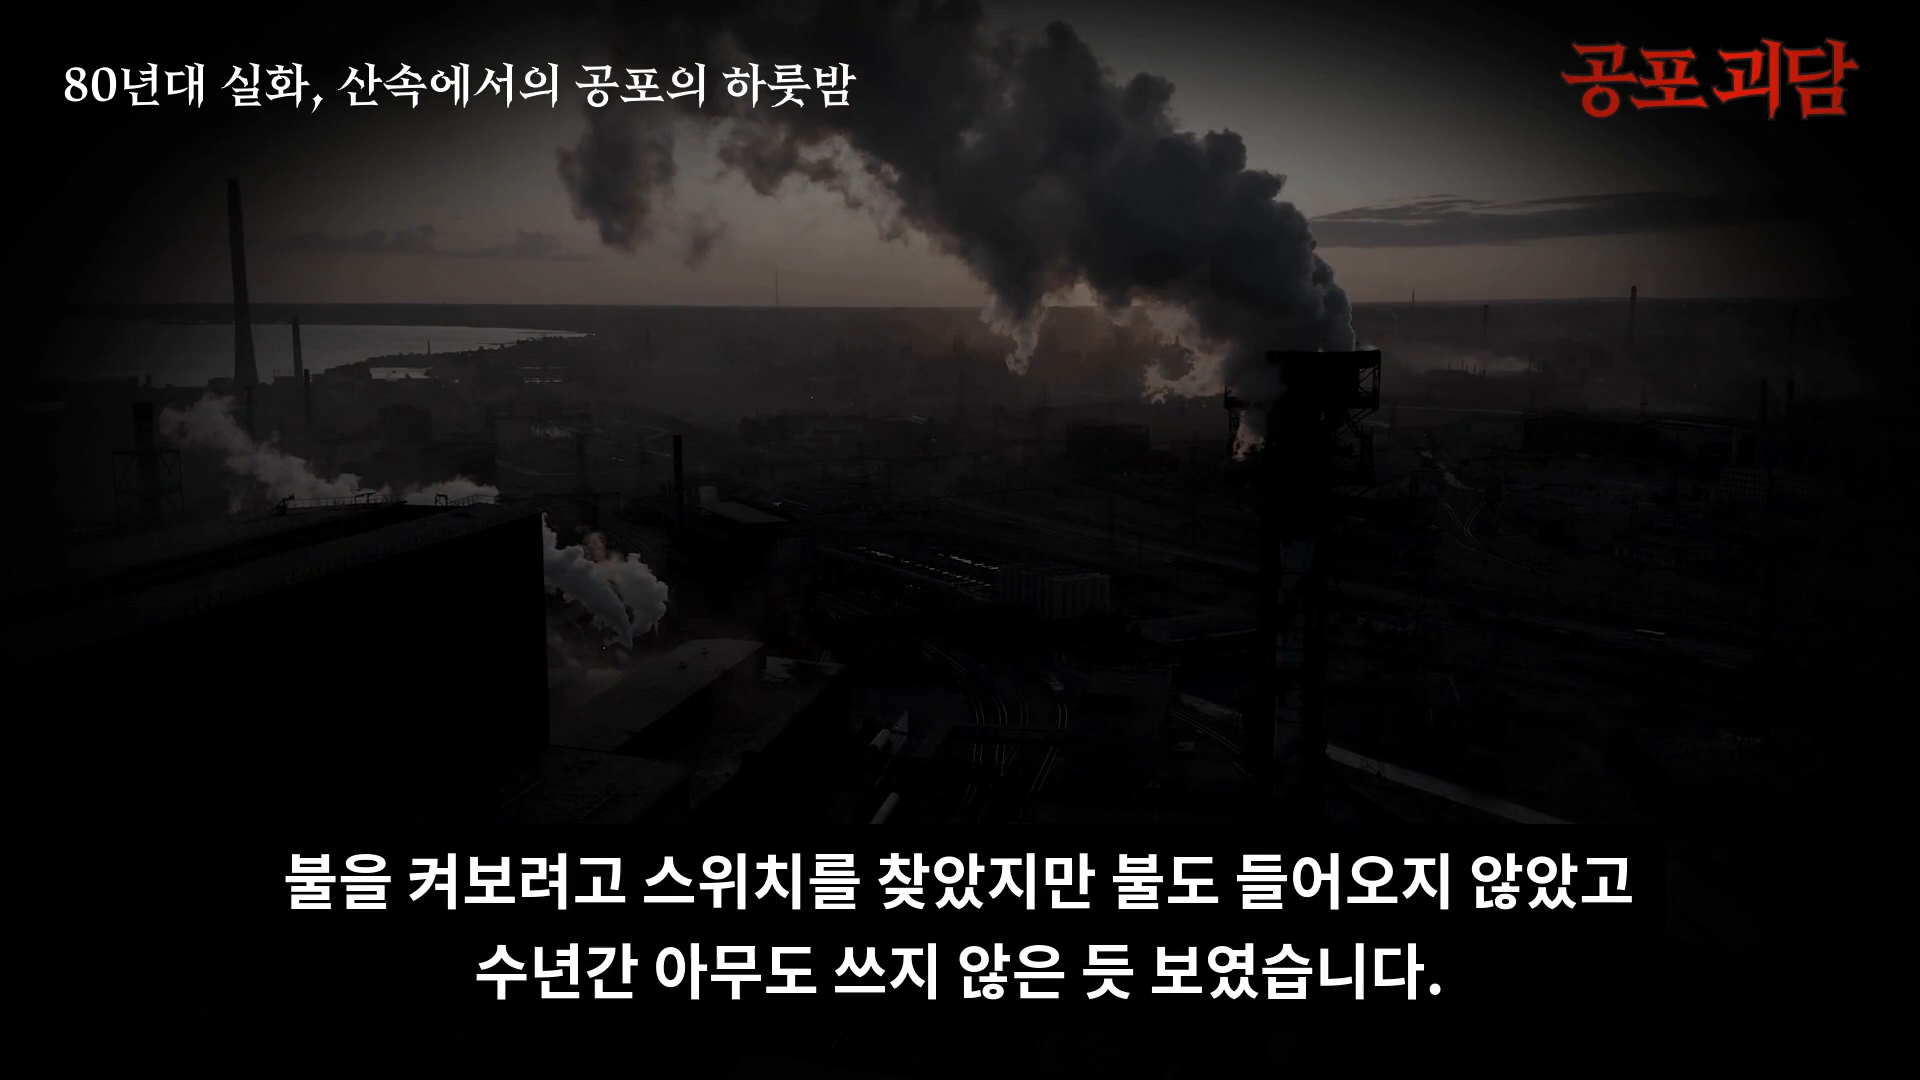 80년대 실화, 산속에서의 공포의 하룻밤
공포 괴담
불을 켜보려고 스위치를 찾았지만 불도 들어오지 않았고
수년간 아무도 쓰지 않은 듯 보였습니다.